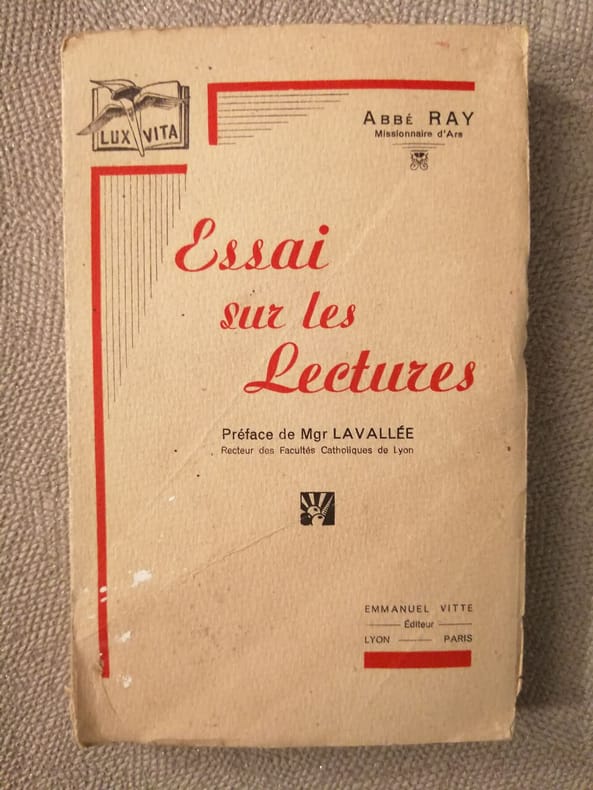 LUX VITA
ABBÉ RAY
Missionnaire d'Ars
Essai
sur les
Lectures
Préface de Mgr LAVALLÉE
Recteur des Facultés Catholiques de Lyon
EMMANUEL VITTE
Éditeur
LYON — PARIS